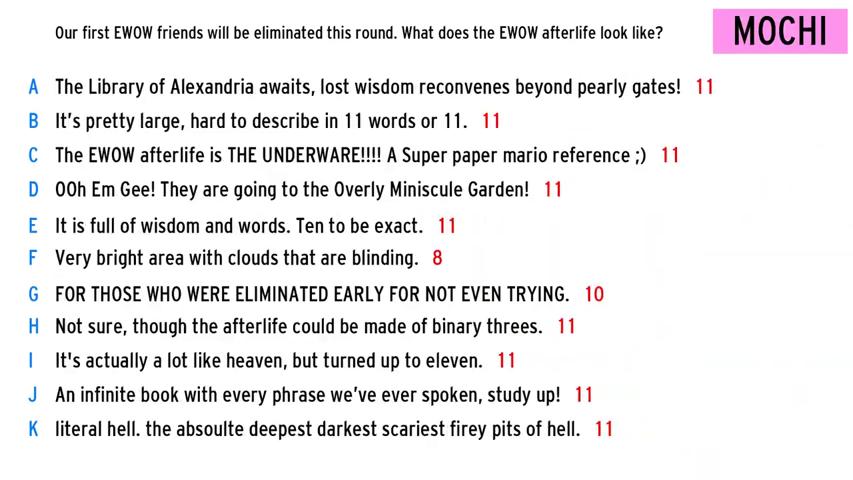 Our first EWOW friends will be eliminated this round. What does the EWOW afterlife look like?
MOCHI
A The Library of Alexandria awaits, lost wisdom reconvenes beyond pearly gates! 11
B It's pretty large, hard to describe in 11 words or 11. 11
C The EWOW afterlife is THE UNDERWARE!!!! A Super paper mario reference ;) 11
D OOh Em Gee! They are going to the Overly Miniscule Garden! 11
E It is full of wisdom and words. Ten to be exact. 11
F Very bright area with clouds that are blinding. 8
G FOR THOSE WHO WERE ELIMINATED EARLY FOR NOT EVEN TRYING. 10
H Not sure, though the afterlife could be made of binary threes. 11
I It's actually a lot like heaven, but turned up to eleven. 11
J An infinite book with every phrase we've ever spoken, study up! 11
K literal hell. the absoulte deepest darkest scariest firey pits of hell. 11